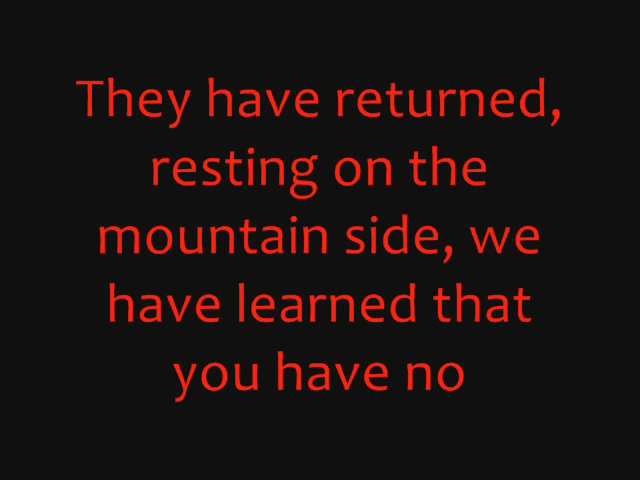 They have returned,
resting on the
mountain side, we
have learned that
you have no